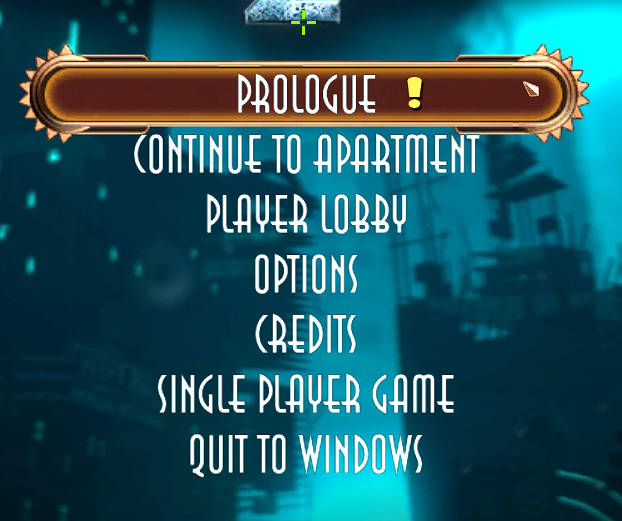 PROLOGUE !
CONTINUE TO APARTMENT
PLAYER LOBBY
OPTIONS
CREDITS
SINGLE PLAYER GAME
QUIT TO WINDOWS